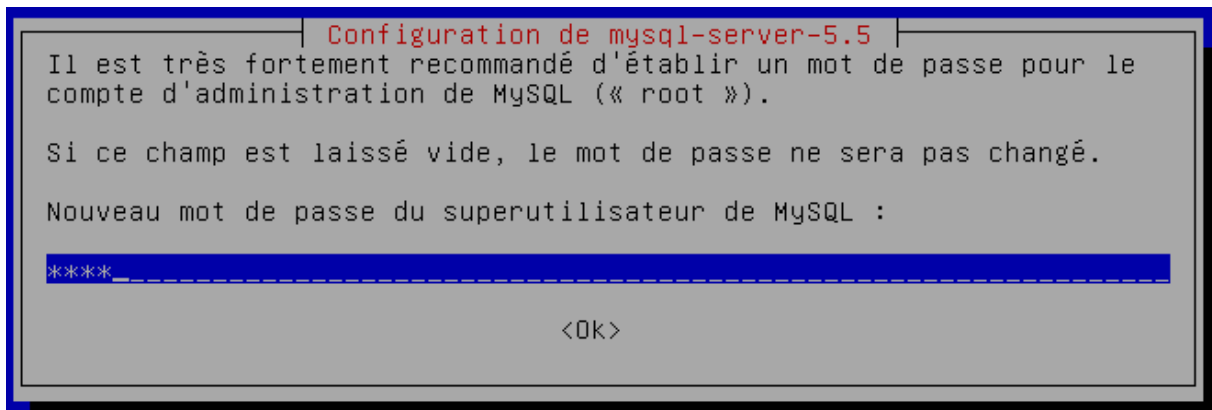 Configuration de mysql-server-5.5
Il est très fortement recommandé d'établir un mot de passe pour le
compte d'administration de MySQL (« root »).
Si ce champ est laissé vide, le mot de passe ne sera pas changé.
Nouveau mot de passe du superutilisateur de MySQL :
****
<Ok>